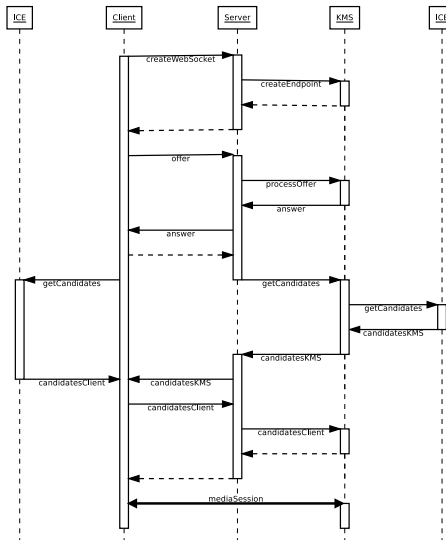 ICE
Client
Server
KMS
ICE
createWebSocket
createEndpoint
offer
processOffer
answer
answer
getCandidates
getCandidates
getCandidates
candidatesKMS
candidatesKMS
candidatesClient
candidatesKMS
candidatesClient
candidatesClient
mediaSession